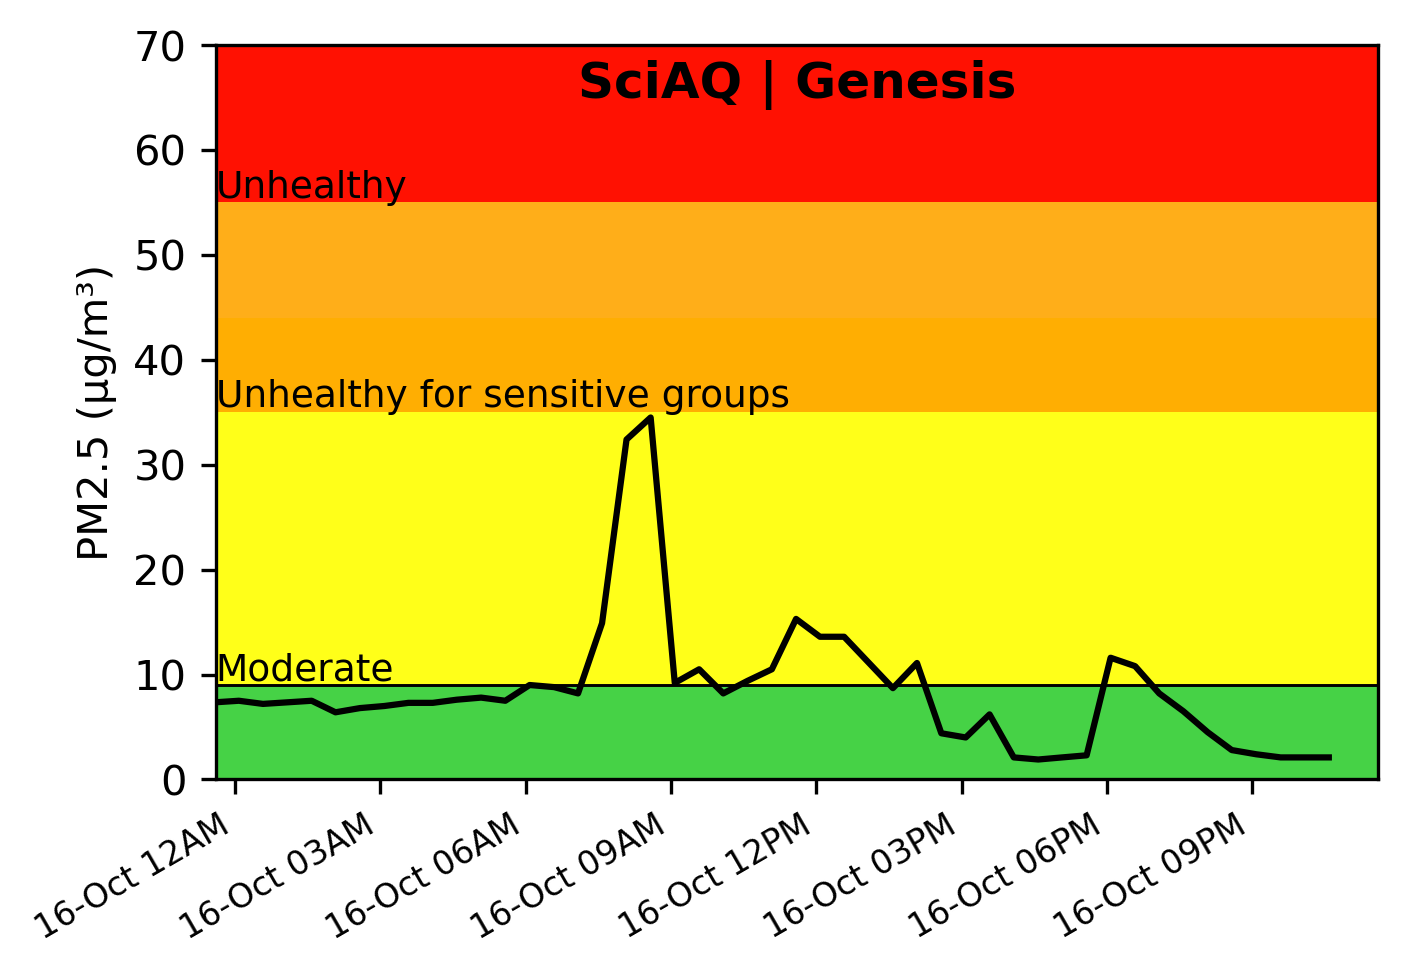 SciAQ | Genesis
PM2.5 (µg/m³)
70
60
50
40
30
20
10
0
Unhealthy
Unhealthy for sensitive groups
Moderate
16-Oct 12AM
16-Oct 03AM
16-Oct 06AM
16-Oct 09AM
16-Oct 12PM
16-Oct 03PM
16-Oct 06PM
16-Oct 09PM